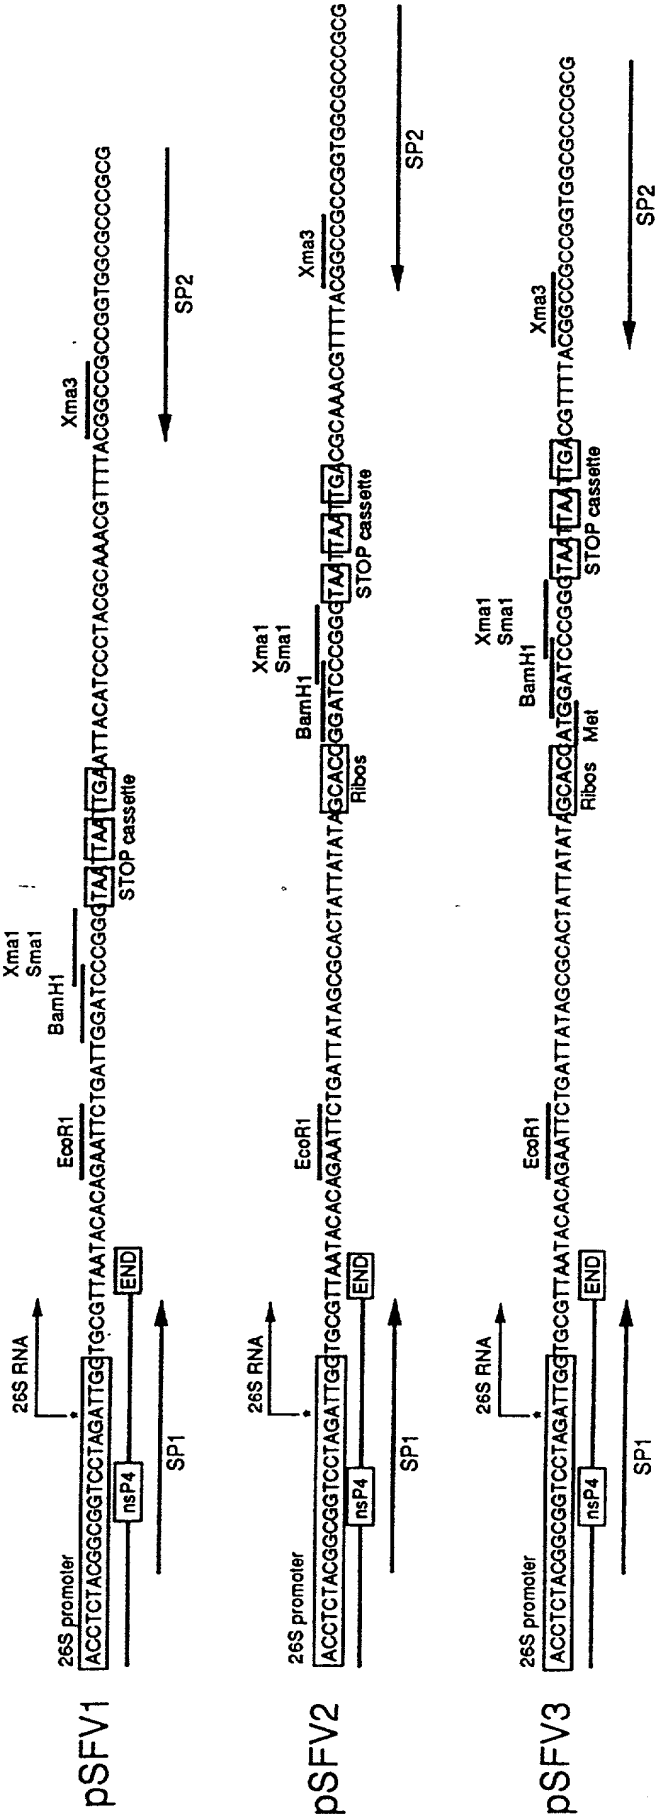 pSFV1
26S promoter
26S RNA
EcoR1
BamH1
Xma1
Sma1
Xma3
*
ACCTCTACGGCGGTCCTAGATTGGTGCGTTAATACACAGAATTCTGATTGGATCCCGGGTAATTAATTGAATTACATCCCTACGCAAACGTTTTACGGCCGCCGGTGGCGCCCGCG
nsP4
END
STOP cassette
SP1
SP2
pSFV2
26S promoter
26S RNA
EcoR1
BamH1
Xma1
Sma1
Xma3
*
ACCTCTACGGCGGTCCTAGATTGGTGCGTTAATACACAGAATTCTGATTATAGCGCACTATTATATAGCACCGGATCCCGGGTAATTAATTGACGCAAACGTTTTACGGCCGCCGGTGGCGCCCGCG
nsP4
END
Ribos
STOP cassette
SP1
SP2
pSFV3
26S promoter
26S RNA
EcoR1
BamH1
Xma1
Sma1
Xma3
*
ACCTCTACGGCGGTCCTAGATTGGTGCGTTAATACACAGAATTCTGATTATAGCGCACTATTATATAGCACCATGGATCCCGGGTAATTAATTGACGTTTTACGGCCGCCGGTGGCGCCCGCG
nsP4
END
Ribos
Met
STOP cassette
SP1
SP2